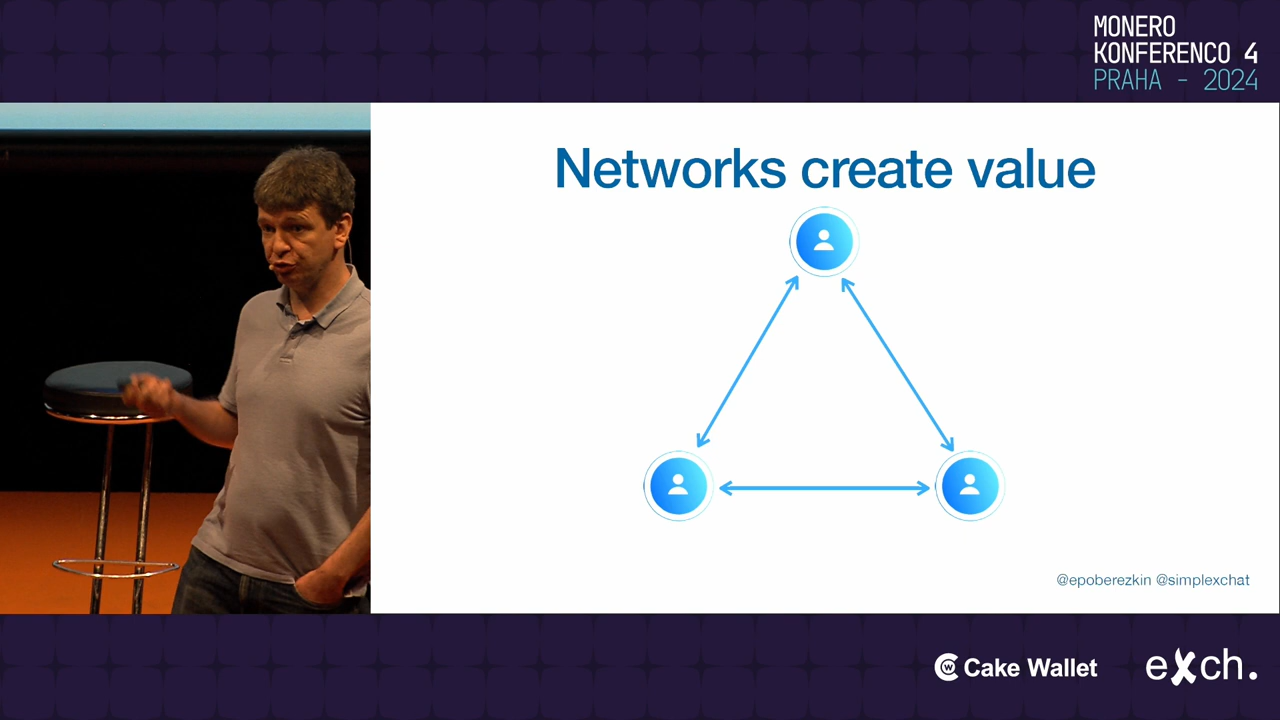 MONERO
KONFERENCO 4
PRAHA - 2024
Networks create value
@epoberezkin @simplexchat
Cake Wallet
exch.